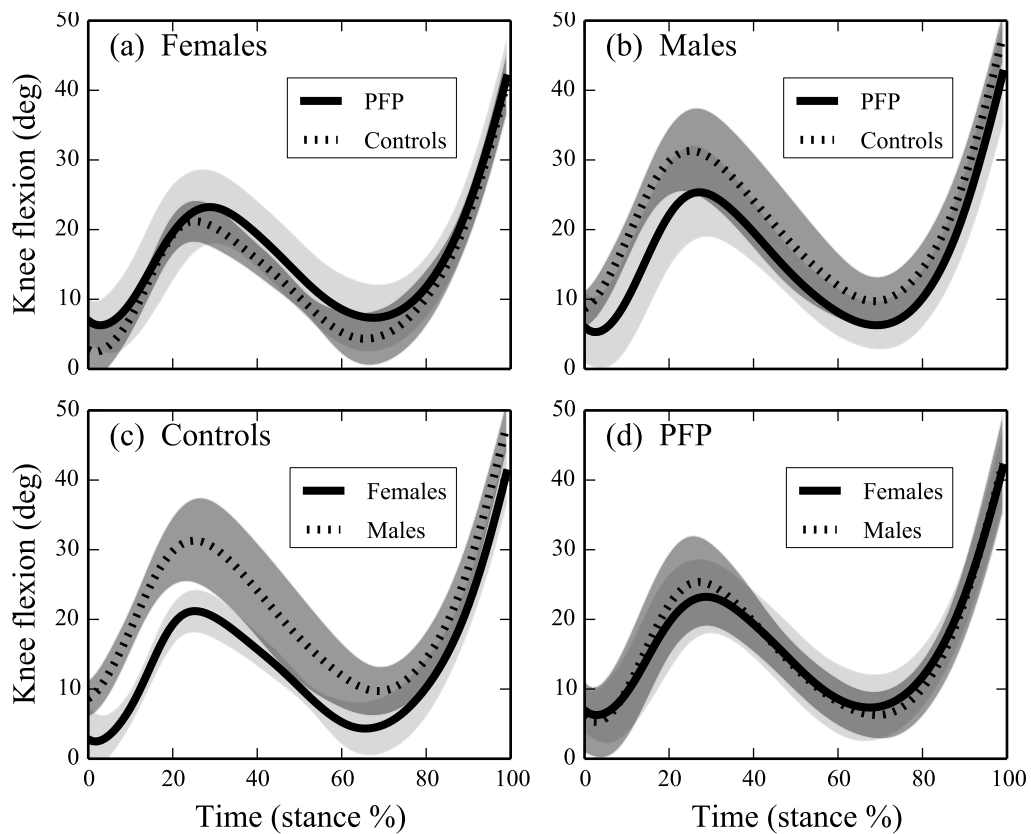 (a) Females
PFP
Controls
Knee flexion (deg
50
40
30
20
10
0
(b) Males
PFP
Controls
50
40
30
20
10
0
(c) Controls
Females
Males
Knee flexion (deg)
50
40
30
20
10
0
0 20 40 60 80 100
Time (stance %)
(d) PFP
Females
Males
50
40
30
20
10
0
0 20 40 60 80 100
Time (stance %)